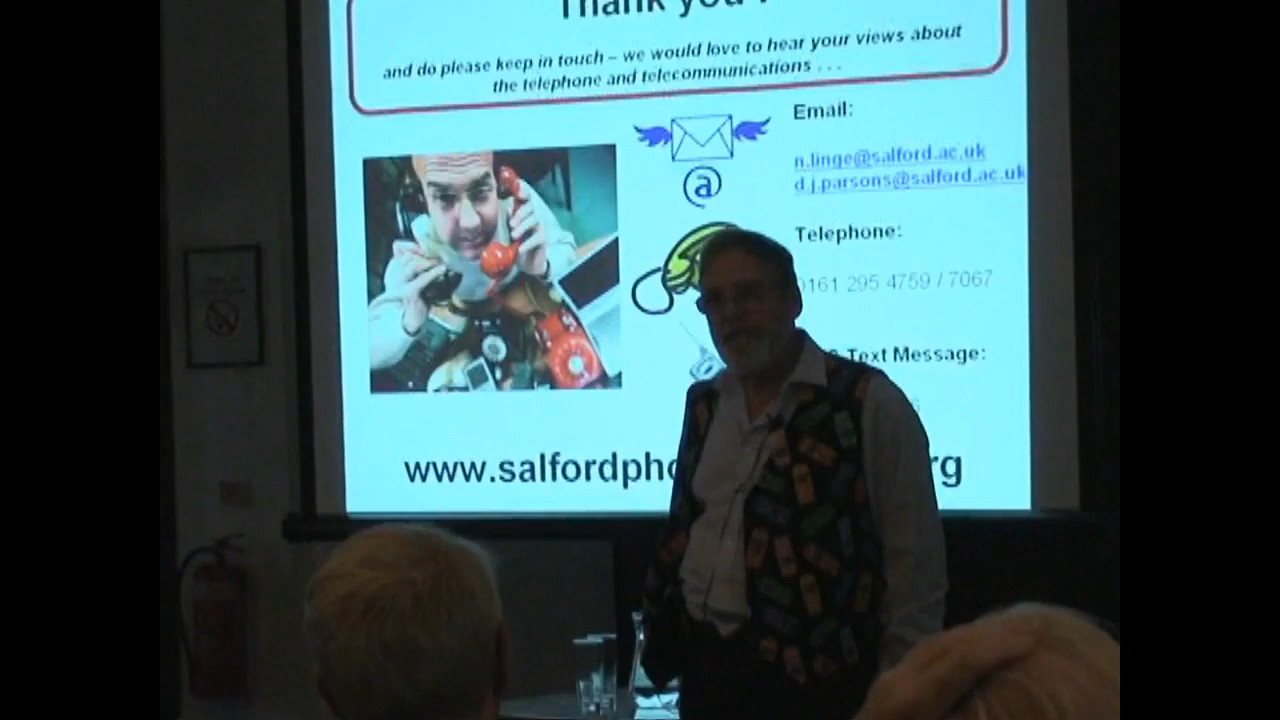 Thank you
and do please keep in touch – we would love to hear your views about
the telephone and telecommunications . . .
Email:
n.linge@salford.ac.uk
d.j.parsons@salford.ac.uk
@
Telephone:
0161 295 4759 / 7067
Text Message:
www.salfordpho
rg